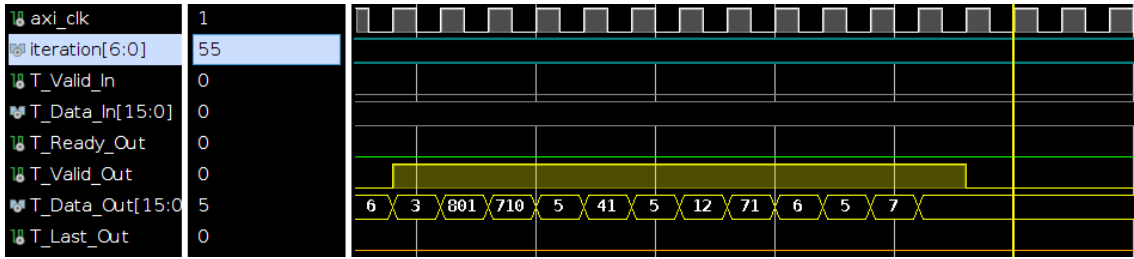 axi_clk 1
iteration[6:0] 55
T_Valid_In 0
T_Data_In[15:0] 0
T_Ready_Out 0
T_Valid_Out 0
T_Data_Out[15:0 5 6 3 801 710 5 41 5 12 71 6 5 7
T_Last_Out 0